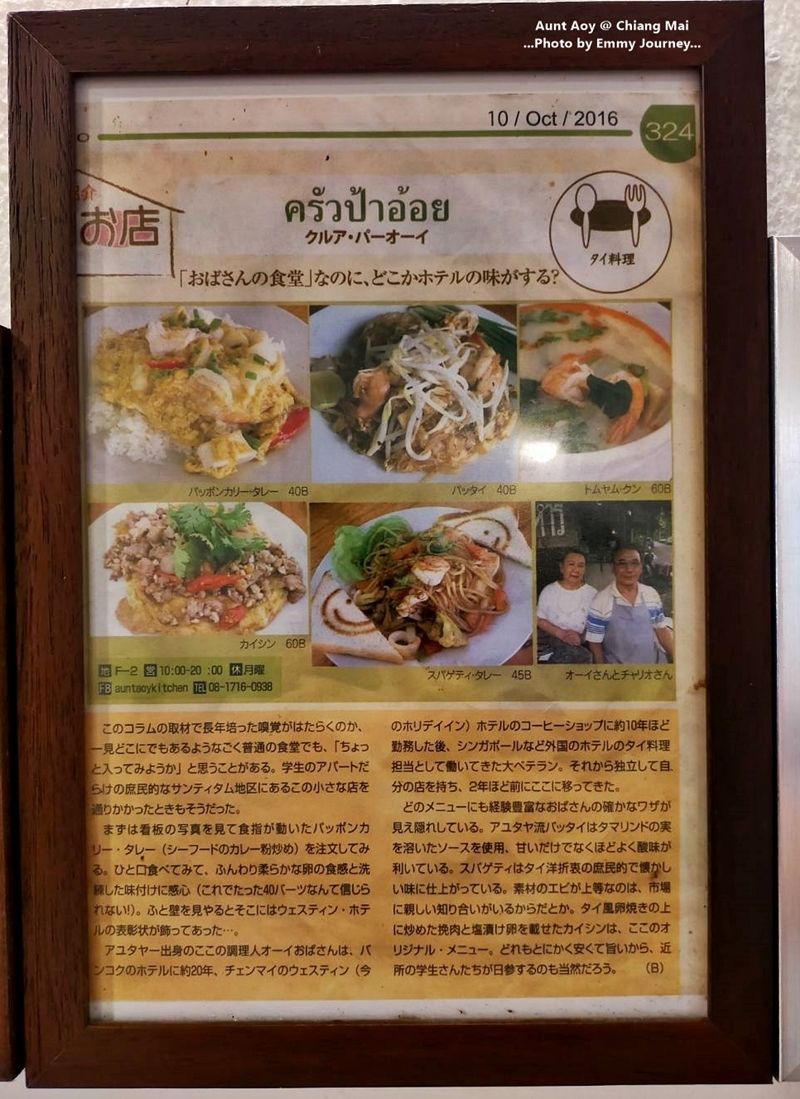 Aunt Aoy @ Chiang Mai
...Photo by Emmy Journey...
10 / Oct / 2016
324
介
お店
ครัวป้าอ้อย
クルア・パーオーイ
タイ料理
「おばさんの食堂」なのに、どこかホテルの味がする?
パッポンカリー・タレー 40B
パッタイ 40B
トムヤム・クン 60B
カイシン 60B
スパゲティ・タレー 45B
オーイさんとチャリオさん
地 F-2 営 10:00-20:00 休 月曜
FB auntaoykitchen TEL 08-1716-0938
このコラムの取材で長年培った嗅覚がはたらくのか、
一見どこにでもあるようなごく普通の食堂でも、「ちょっ
と入ってみようか」と思うことがある。学生のアパートだ
らけの庶民的なサンティタム地区にあるこの小さな店を
通りかかったときもそうだった。
まずは看板の写真を見て食指が動いたパッポンカ
リー・タレー(シーフードのカレー粉炒め)を注文してみ
る。ひと口食べてみて、ふんわり柔らかな卵の食感と洗
練した味付けに感心(これでたった40バーツなんて信じら
れない!)。ふと壁を見やるとそこにはウェスティン・ホテ
ルの表彰状が飾ってあった…。
アユタヤー出身のここの調理人オーイおばさんは、バ
ンコクのホテルに約20年、チェンマイのウェスティン(今
のホリデイイン)ホテルのコーヒーショップに約10年ほど
勤務した後、シンガポールなど外国のホテルのタイ料理
担当として働いてきた大ベテラン。それから独立して自
分の店を持ち、2年ほど前にここに移ってきた。
どのメニューにも経験豊富なおばさんの確かなワザが
見え隠れしている。アユタヤ流パッタイはタマリンドの実
を溶いたソースを使用、甘いだけでなくほどよく酸味が
利いている。スパゲティはタイ洋折衷の庶民的で懐かし
い味に仕上がっている。素材のエビが上等なのは、市場
に親しい知り合いがいるからだとか。タイ風卵焼きの上
に炒めた挽肉と塩漬け卵を載せたカイシンは、ここのオ
リジナル・メニュー。どれもとにかく安くて旨いから、近
所の学生さんたちが日参するのも当然だろう。 (B)